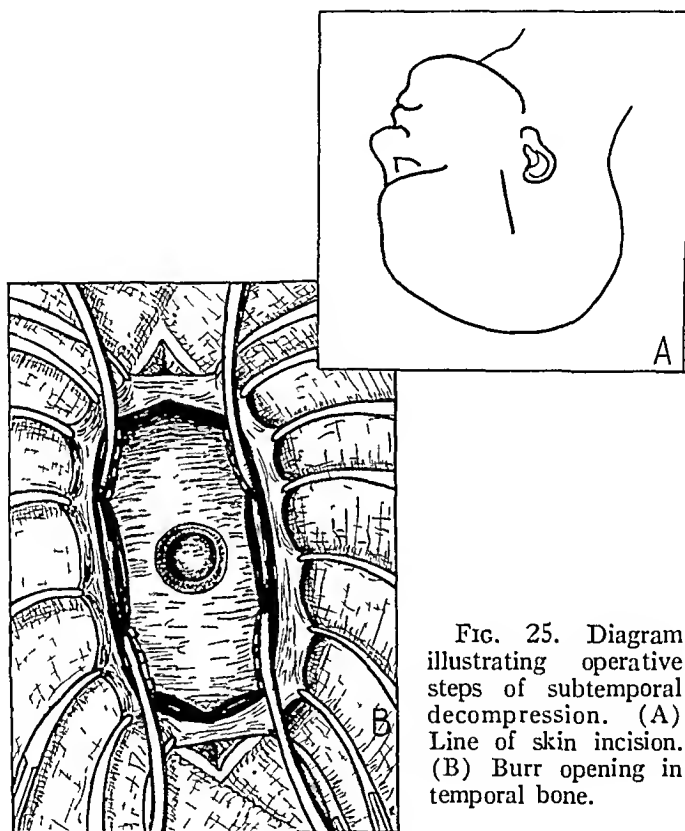 A
B
FIG. 25. Diagram
illustrating operative
steps of subtemporal
decompression. (A)
Line of skin incision.
(B) Burr opening in
temporal bone.